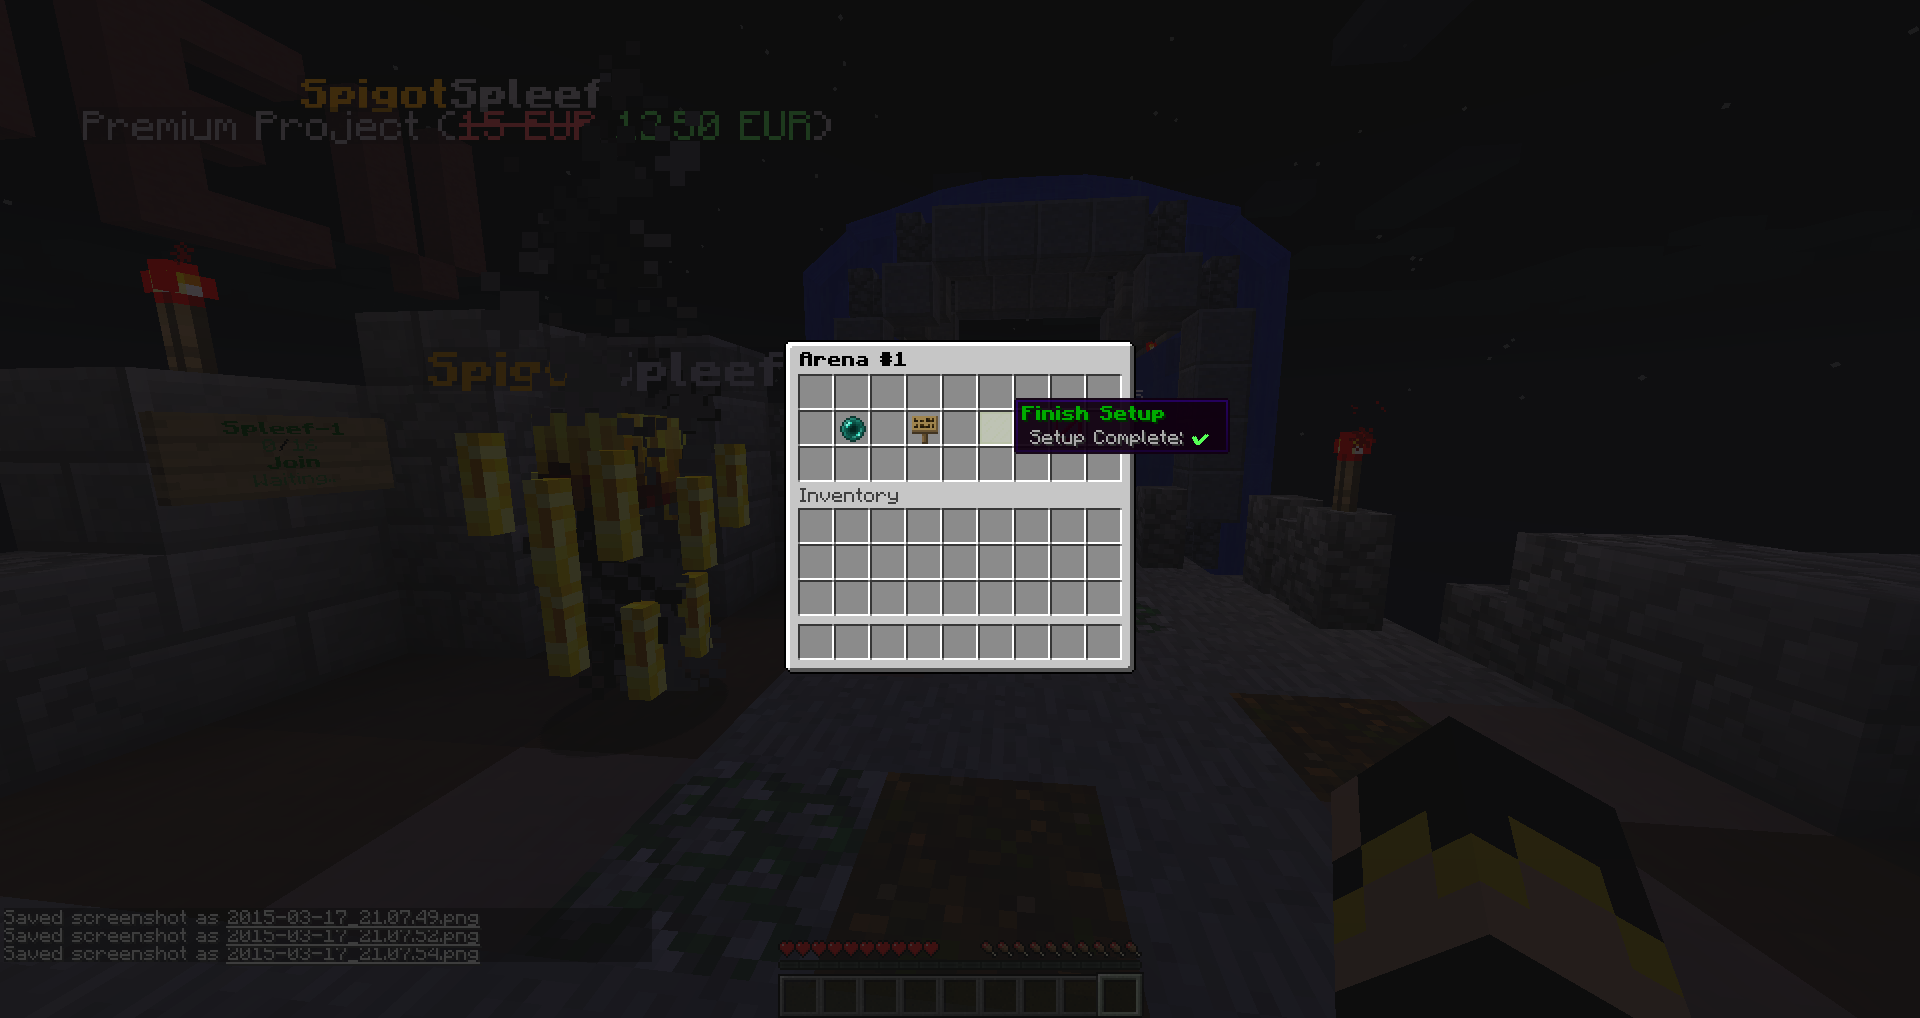 SpigotSpleef
Premium Project (15 EUR 12.50 EUR)
Arena #1
Finish Setup
Setup Complete: ✔
Spleef-1
Join
Waiting
Inventory
Saved screenshot as 2015-03-17_21.07.49.png
Saved screenshot as 2015-03-17_21.07.52.png
Saved screenshot as 2015-03-17_21.07.54.png